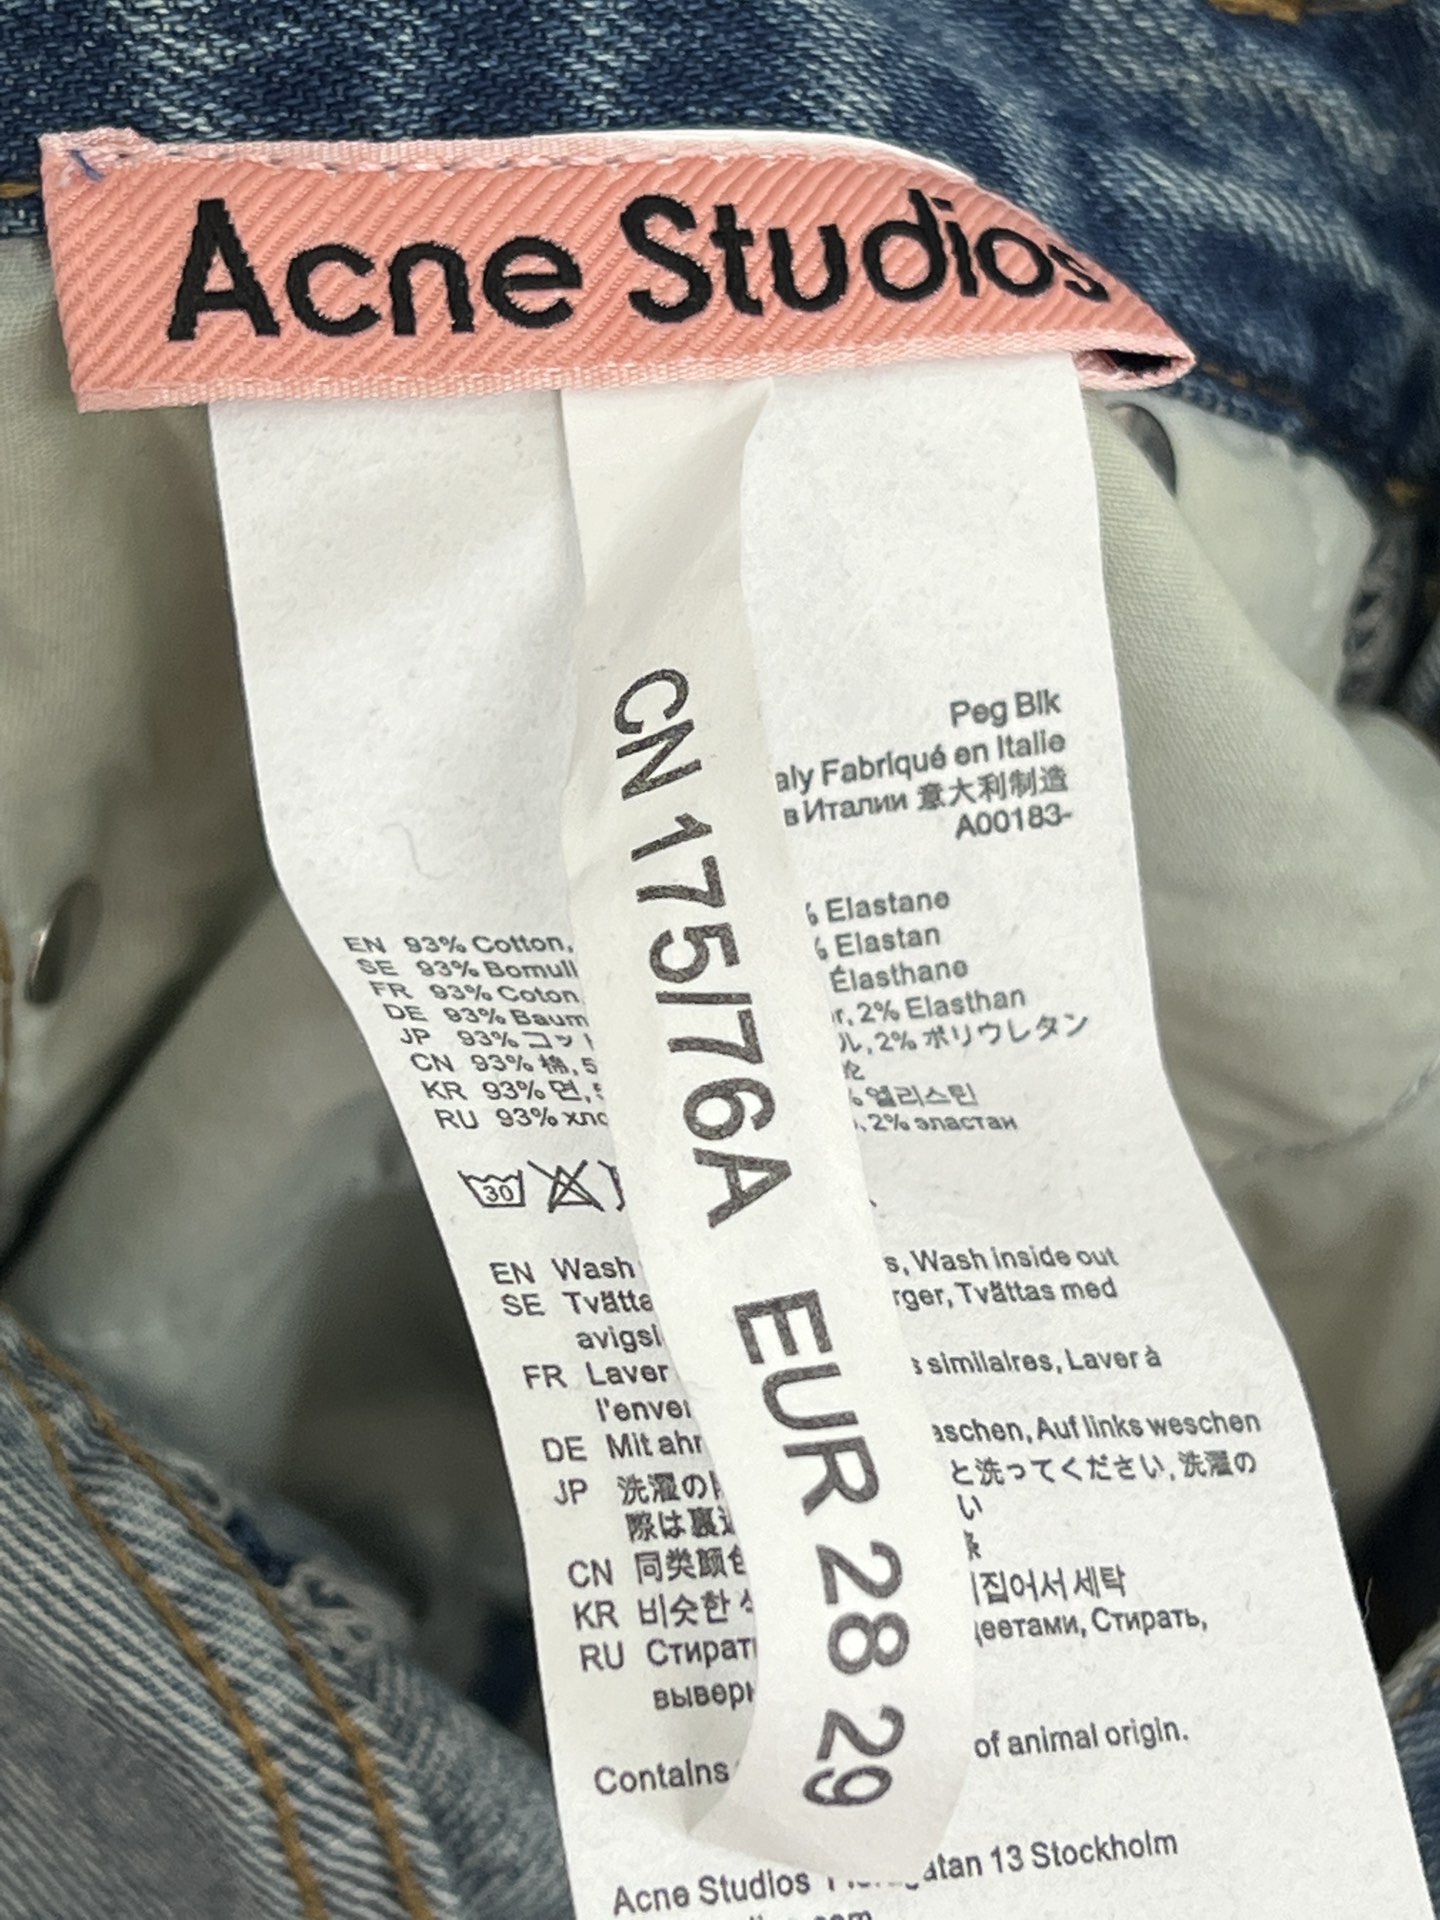 Acne Studios
CN 175/76A EUR 28 29
Peg Blk
aly Fabriqué en Italie
в Италии 意大利制造
A00183-
EN 93% Cotton, % Elastane
SE 93% Bomull Elastan
FR 93% Coton Élasthane
DE 93% Baum r, 2% Elasthan
JP 93% コッ ル, 2% ポリウレタン
CN 93% 棉, 5
KR 93% 면, 엘리스틴
RU 93% хло , 2% эластан
30
EN Wash s, Wash inside out
SE Tvätta rger, Tvättas med
avigsi
FR Laver s similaires, Laver à
l'enver
DE Mit ähn aschen, Auf links weschen
JP 洗濯の と洗ってください, 洗濯の
際は裏返 い
CN 同类颜色
KR 비슷한 집어서 세탁
RU Стират цветами, Стирать,
выверн
Contains of animal origin.
Acne Studios atan 13 Stockholm